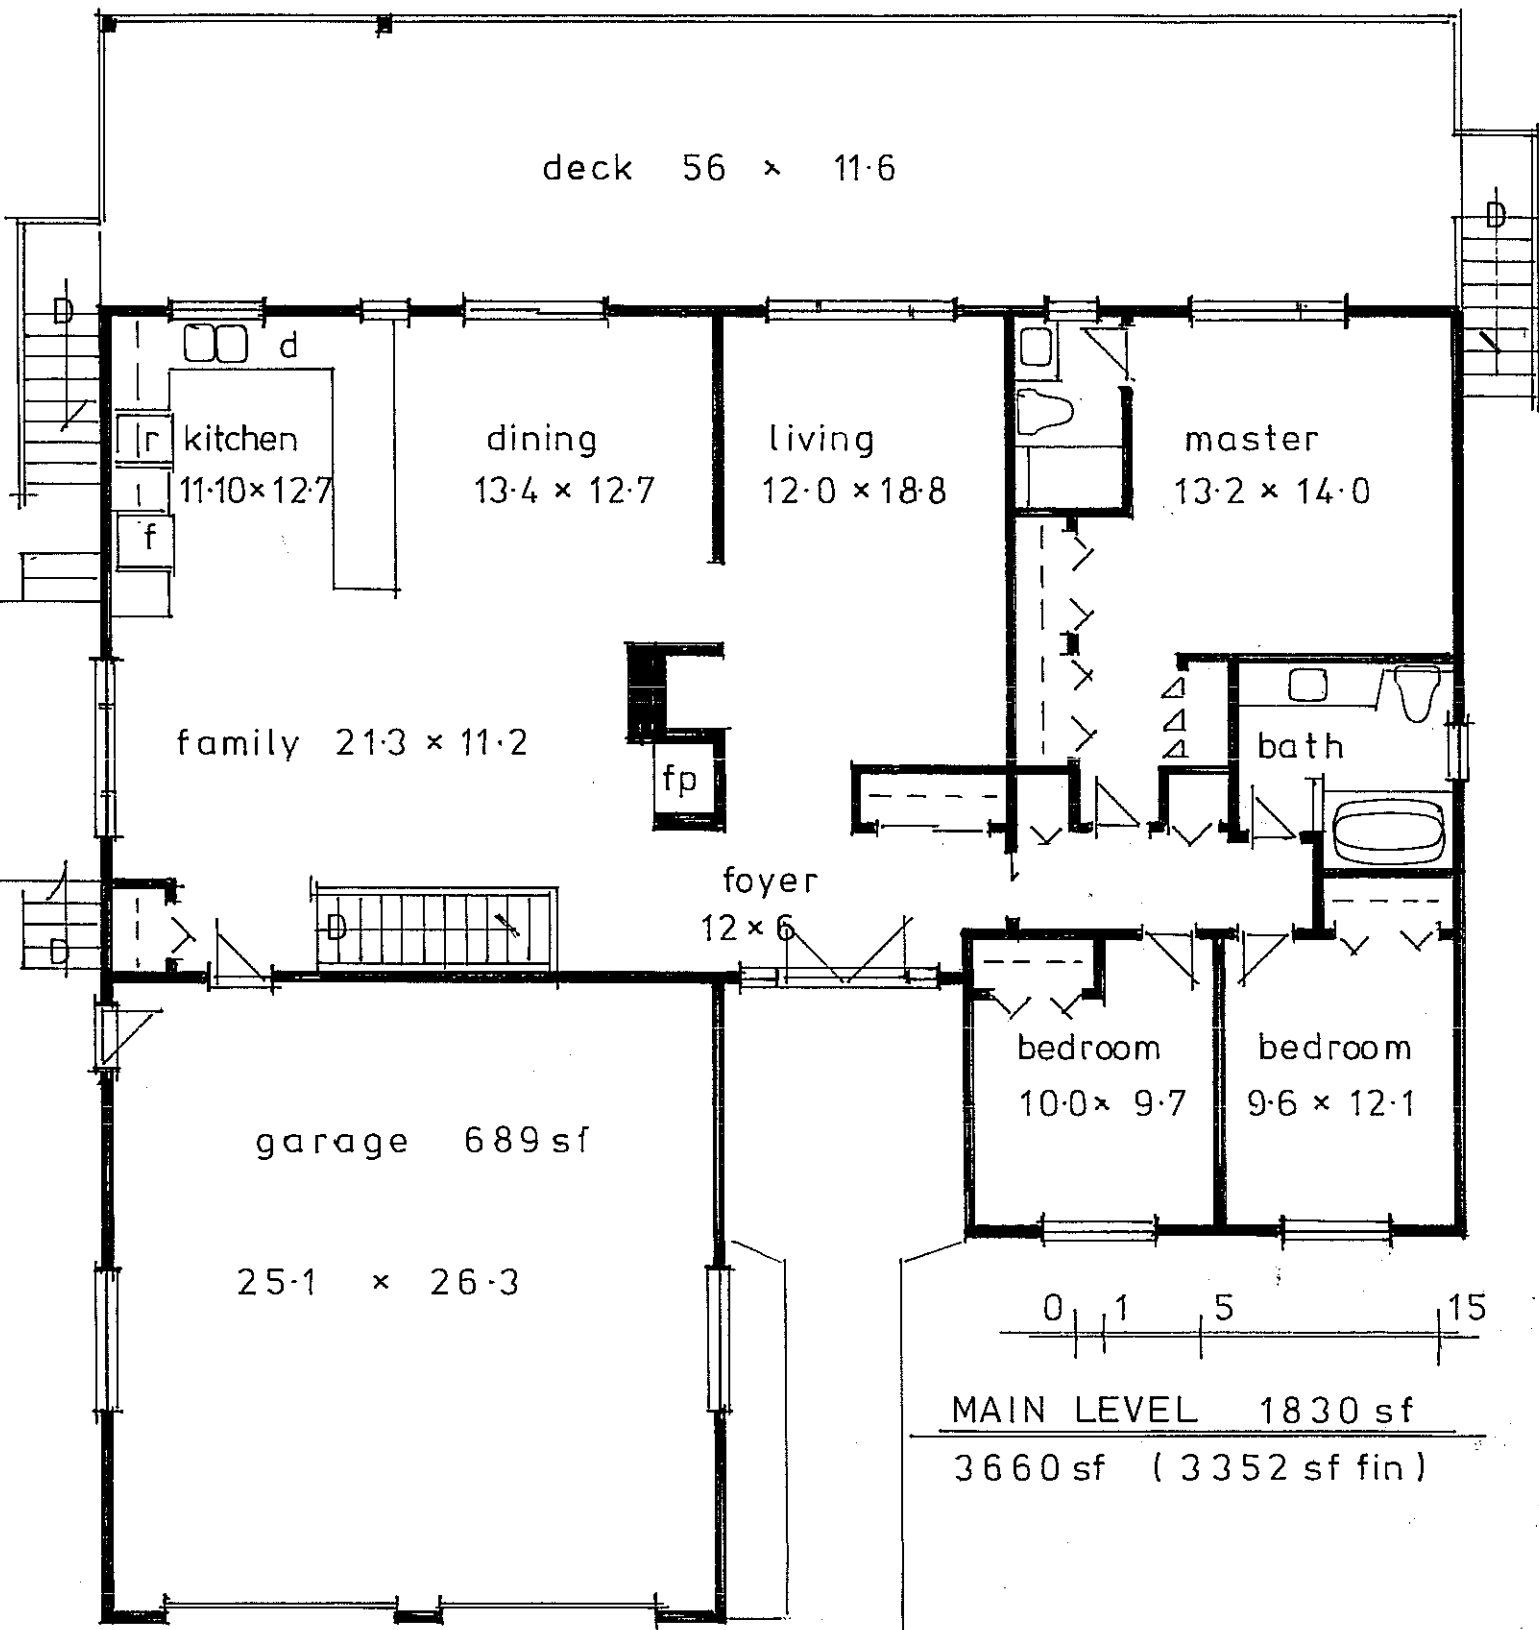 deck 56 × 11·6
D
D
d
r kitchen
11·10×12·7
dining
13·4 × 12·7
living
12·0 ×18·8
master
13·2 × 14·0
f
family 21·3 × 11·2
fp
bath
foyer
12×6
D
D
bedroom
10·0× 9·7
bedroom
9·6 × 12·1
garage 689sf
25·1 × 26·3
0 1 5 15
MAIN LEVEL 1830 sf
3660 sf (3352 sf fin)